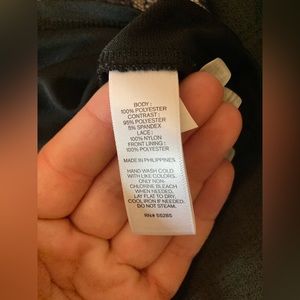 BODY :
100% POLYESTER
CONTRAST :
95% POLYESTER
5% SPANDEX
LACE :
100% NYLON
FRONT LINING :
100% POLYESTER
MADE IN PHILIPPINES
HAND WASH COLD
WITH LIKE COLORS.
ONLY NON-
CHLORINE BLEACH
WHEN NEEDED.
LAY FLAT TO DRY.
COOL IRON IF NEEDED.
DO NOT STEAM.
RN# 55285